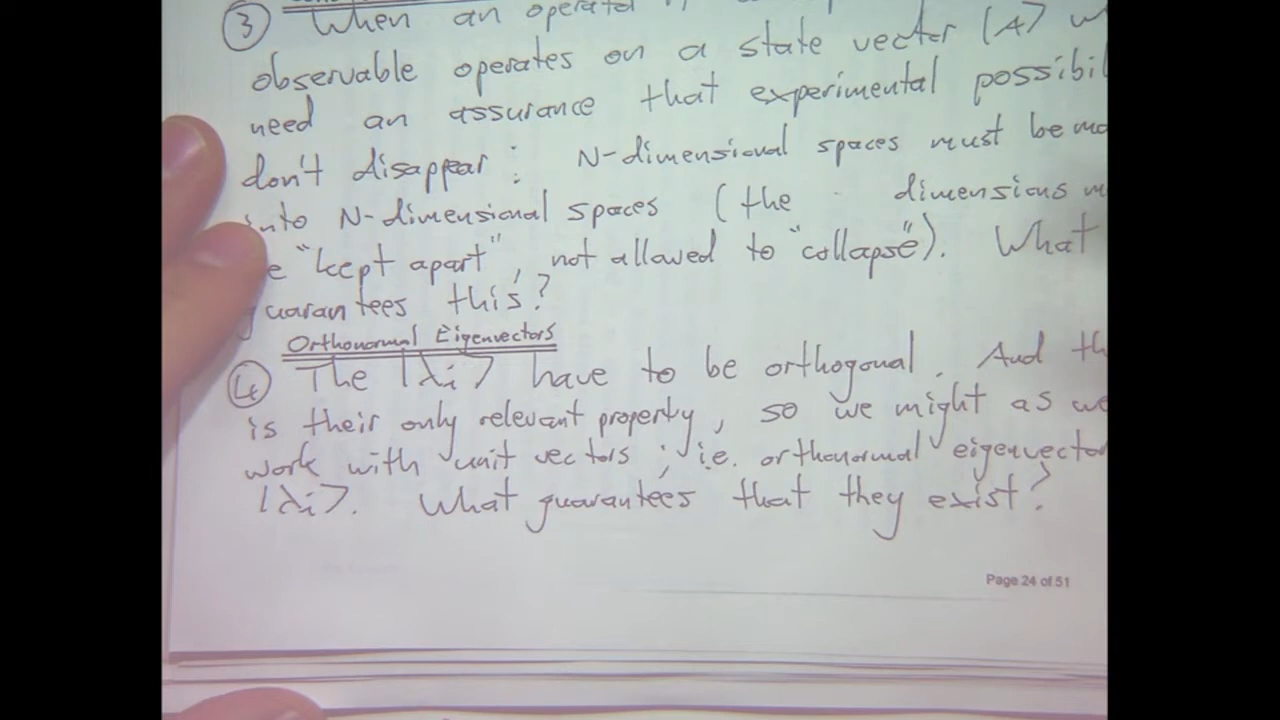 ③ When an operato
observable operates on a state vector |A> w
need an assurance that experimental possibil
don't disappear : N-dimensional spaces must be ma
into N-dimensional spaces (the dimensions m
e "kept apart", not allowed to "collapse"). What
guarantees this?
Orthonormal Eigenvectors
④ The |λi> have to be orthogonal. And th
is their only relevant property, so we might as we
work with unit vectors ; i.e. orthonormal eigenvector
|λi>. What guarantees that they exist?
Page 24 of 51